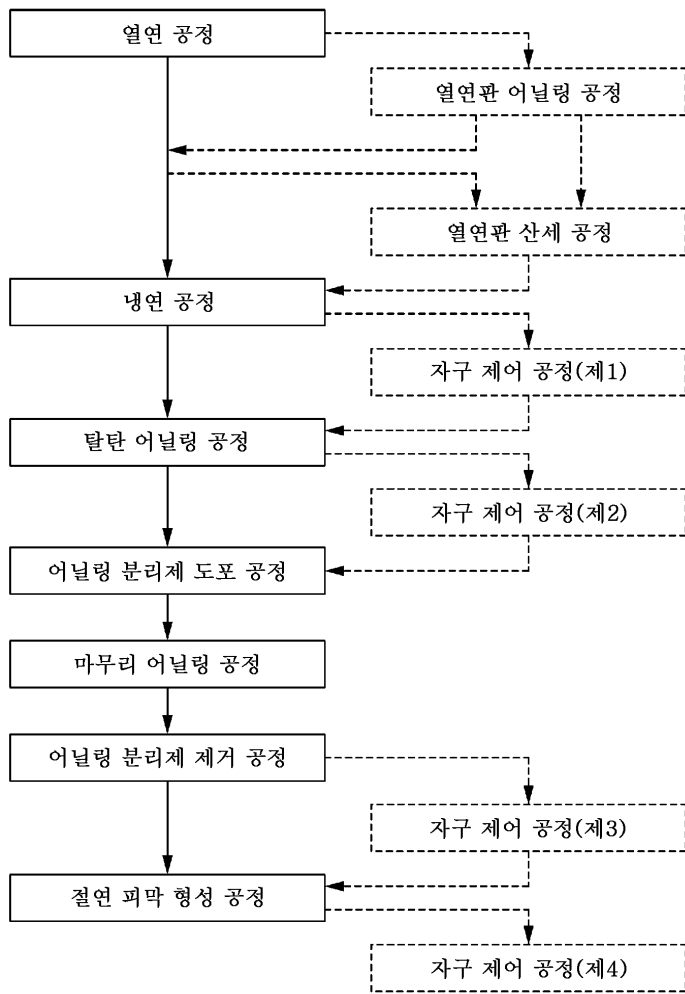 열연 공정
열연판 어닐링 공정
열연판 산세 공정
냉연 공정
자구 제어 공정(제1)
탈탄 어닐링 공정
자구 제어 공정(제2)
어닐링 분리제 도포 공정
마무리 어닐링 공정
어닐링 분리제 제거 공정
자구 제어 공정(제3)
절연 피막 형성 공정
자구 제어 공정(제4)